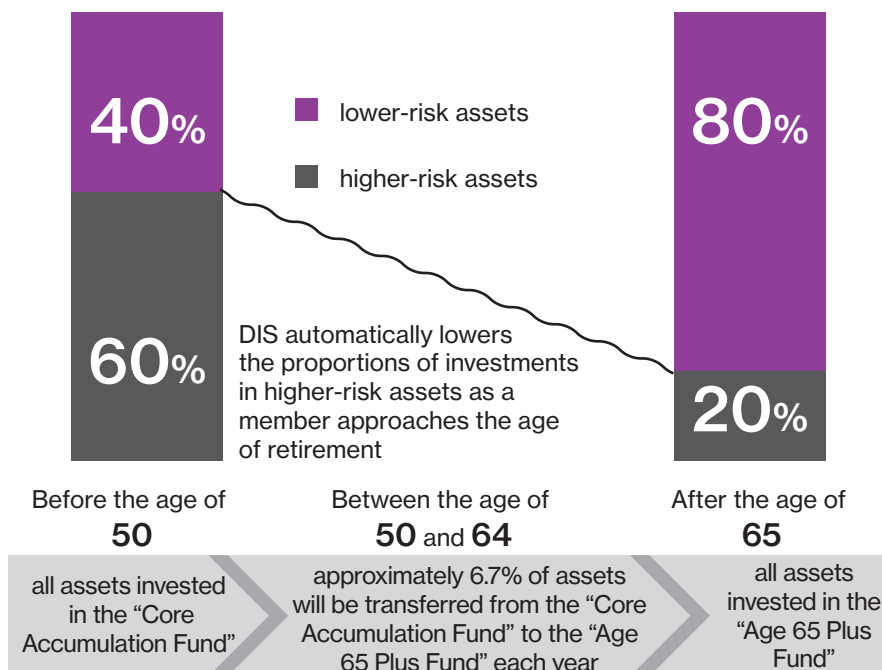 40%
lower-risk assets
higher-risk assets
80%
60%
DIS automatically lowers
the proportions of investments
in higher-risk assets as a
member approaches the age
of retirement
20%
Before the age of
50
Between the age of
50 and 64
After the age of
65
all assets invested
in the “Core
Accumulation Fund”
approximately 6.7% of assets
will be transferred from the “Core
Accumulation Fund” to the “Age
65 Plus Fund” each year
all assets
invested in the
“Age 65 Plus
Fund”